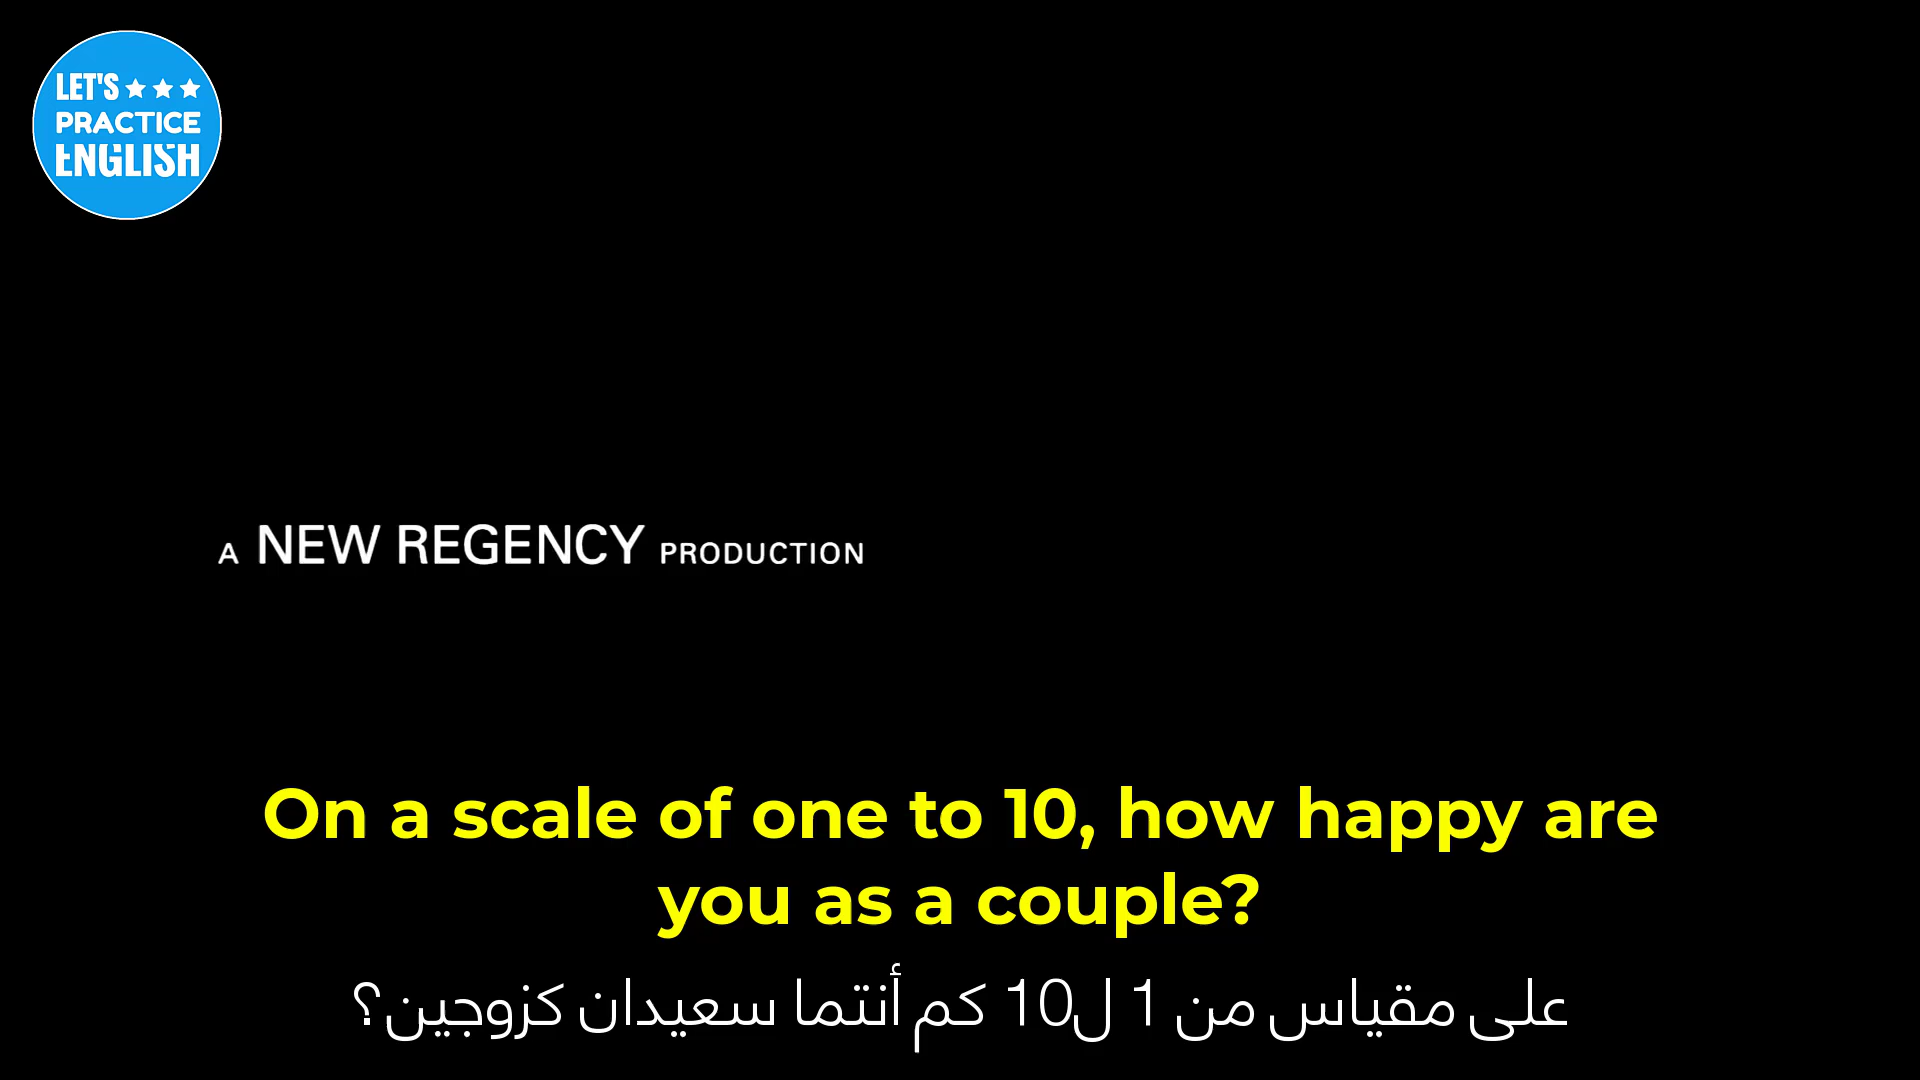 LET'S
PRACTICE
ENGLISH
A NEW REGENCY PRODUCTION
On a scale of one to 10, how happy are
you as a couple?
على مقياس من 1 ل10 كم أنتما سعيدان كزوجين؟